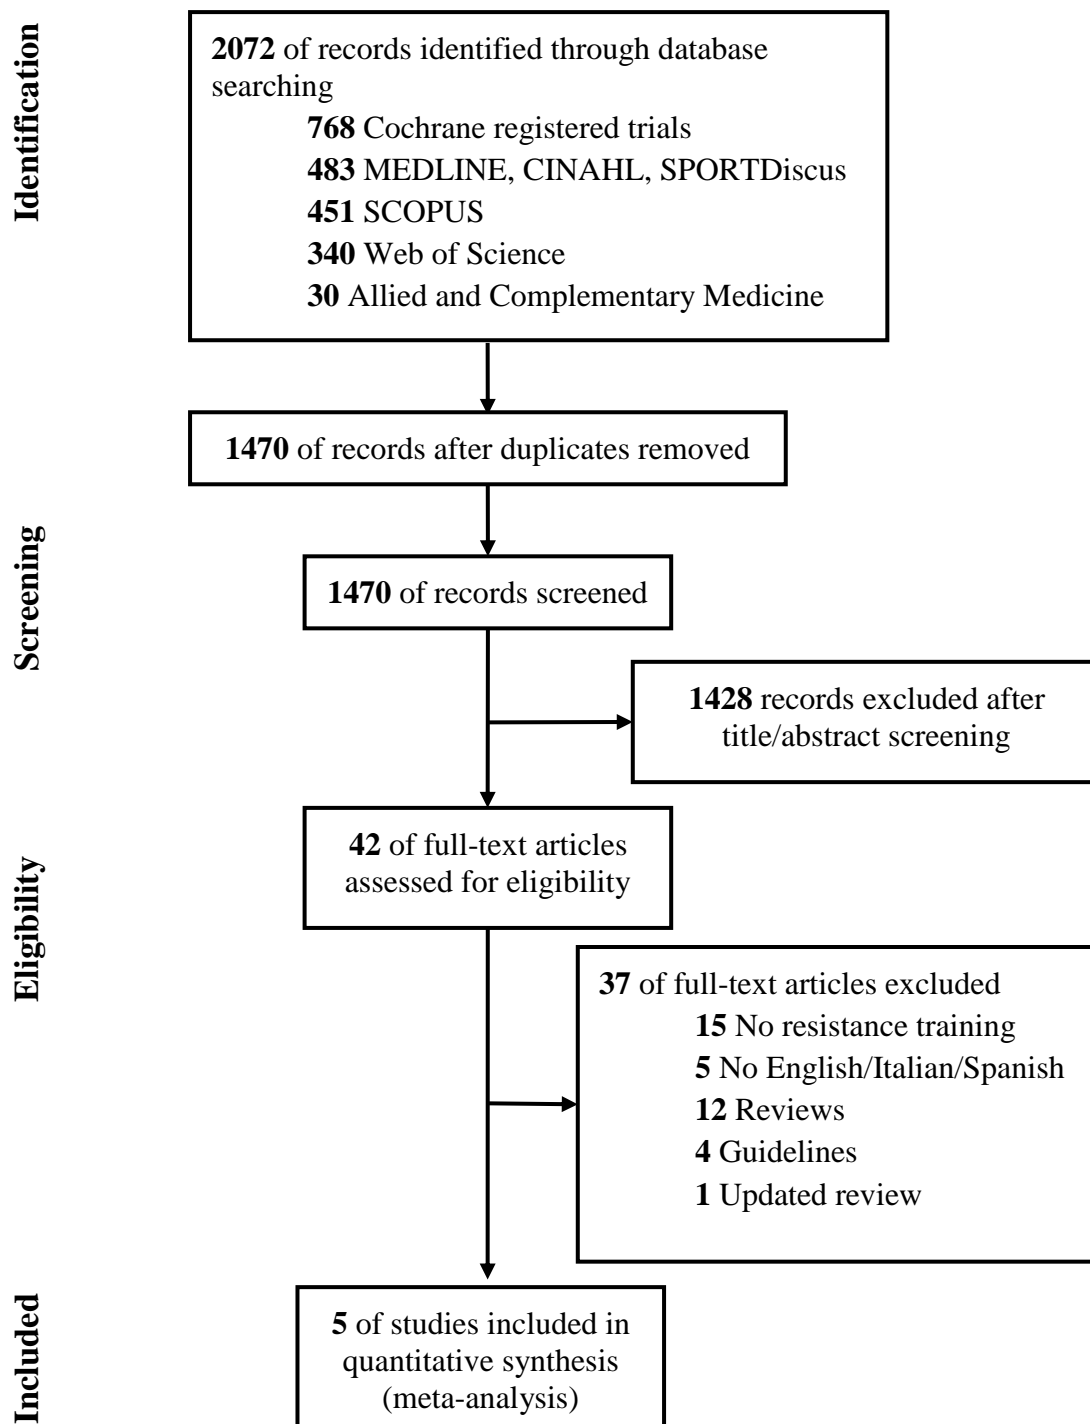 Identification
2072 of records identified through database
searching
768 Cochrane registered trials
483 MEDLINE, CINAHL, SPORTDiscus
451 SCOPUS
340 Web of Science
30 Allied and Complementary Medicine
1470 of records after duplicates removed
Screening
1470 of records screened
1428 records excluded after
title/abstract screening
Eligibility
42 of full-text articles
assessed for eligibility
37 of full-text articles excluded
15 No resistance training
5 No English/Italian/Spanish
12 Reviews
4 Guidelines
1 Updated review
Included
5 of studies included in
quantitative synthesis
(meta-analysis)